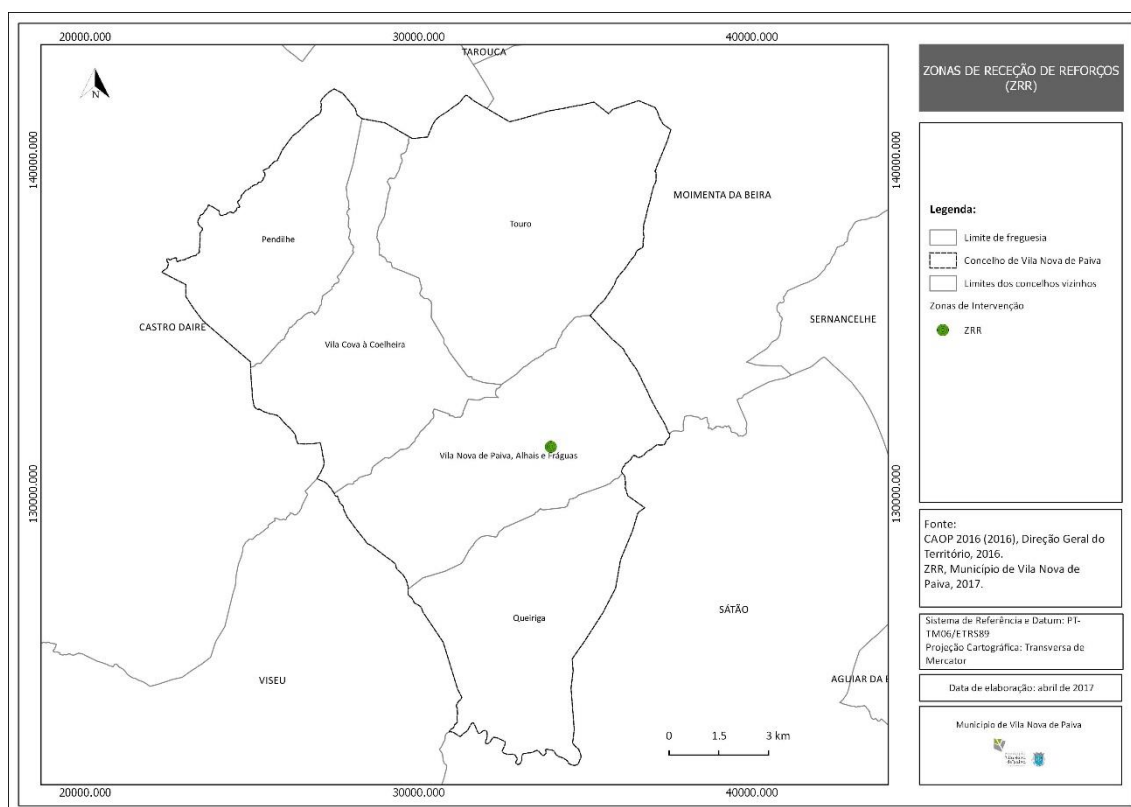 20000.000
30000.000
40000.000
TAROUCA
N
140000.000
140000.000
MOIMENTA DA BEIRA
Touro
Pendilhe
CASTRO DAIRE
SERNANCELHE
Vila Cova à Coelheira
Vila Nova de Paiva, Alhais e Fráguas
130000.000
130000.000
Queiriga
SÁTÃO
VISEU
AGUIAR DA B
0 1.5 3 km
20000.000
30000.000
40000.000
ZONAS DE RECEÇÃO DE REFORÇOS
(ZRR)
Legenda:
Limite de freguesia
Concelho de Vila Nova de Paiva
Limites dos concelhos vizinhos
Zonas de Intervenção
ZRR
Fonte:
CAOP 2016 (2016), Direção Geral do
Território, 2016.
ZRR, Município de Vila Nova de
Paiva, 2017.
Sistema de Referência e Datum: PT-
TM06/ETRS89
Projeção Cartográfica: Transversa de
Mercator
Data de elaboração: abril de 2017
Município de Vila Nova de Paiva